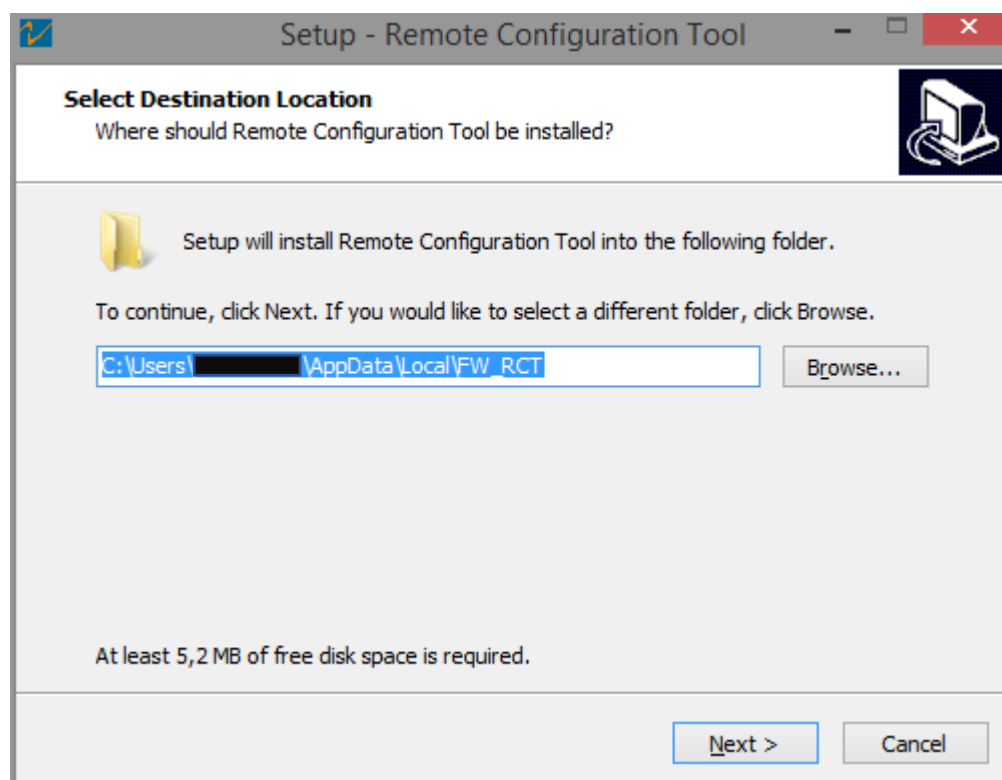 Setup - Remote Configuration Tool
Select Destination Location
Where should Remote Configuration Tool be installed?
Setup will install Remote Configuration Tool into the following folder.
To continue, click Next. If you would like to select a different folder, click Browse.
C:\Users\ \AppData\Local\FW_RCT
Browse...
At least 5,2 MB of free disk space is required.
Next >
Cancel